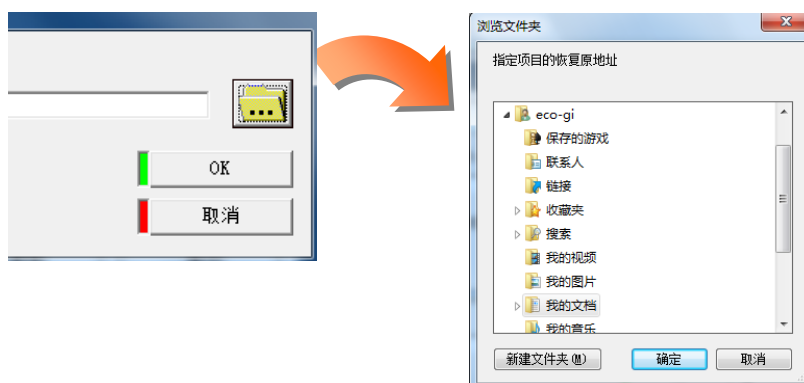 OK
取消
浏览文件夹
指定项目的恢复原地址
eco-gi
保存的游戏
联系人
链接
收藏夹
搜索
我的视频
我的图片
我的文档
我的音乐
新建文件夹(M)
确定
取消